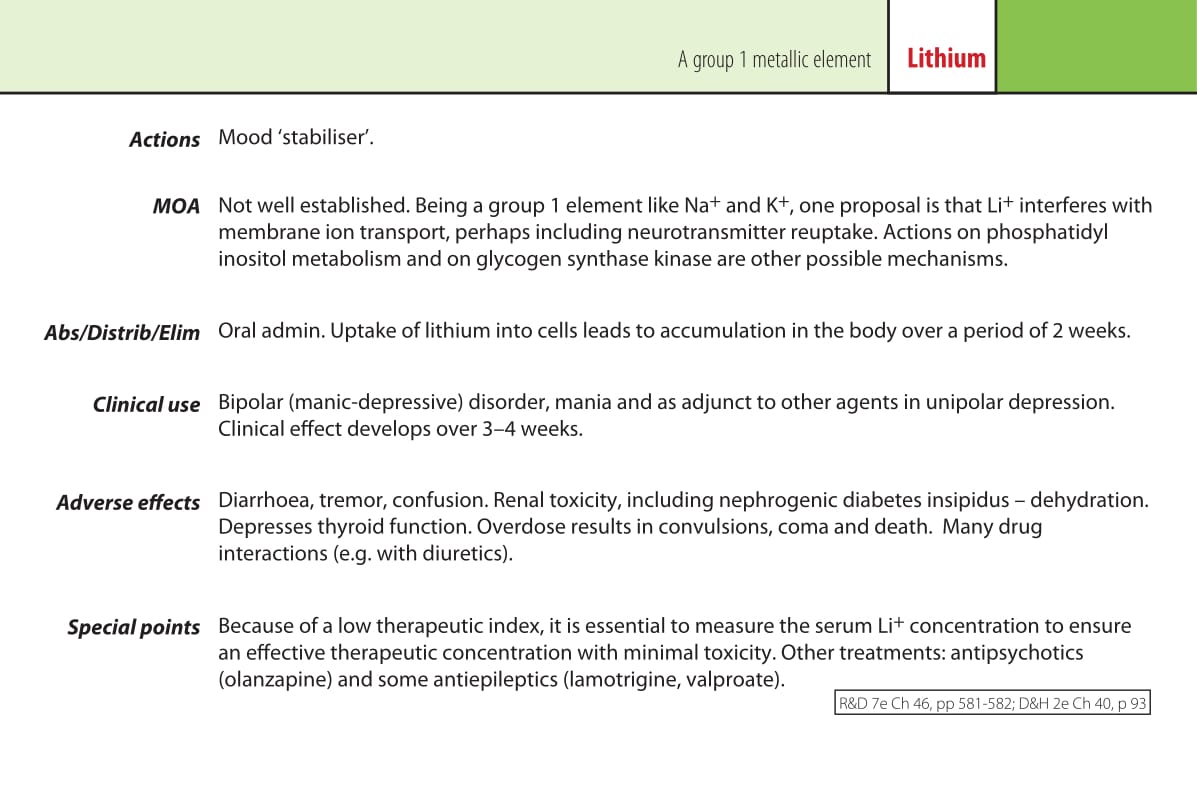 A group 1 metallic element Lithium
Actions Mood ‘stabiliser’.
MOA Not well established. Being a group 1 element like Na+ and K+, one proposal is that Li+ interferes with
membrane ion transport, perhaps including neurotransmitter reuptake. Actions on phosphatidyl
inositol metabolism and on glycogen synthase kinase are other possible mechanisms.
Abs/Distrib/Elim Oral admin. Uptake of lithium into cells leads to accumulation in the body over a period of 2 weeks.
Clinical use Bipolar (manic-depressive) disorder, mania and as adjunct to other agents in unipolar depression.
Clinical effect develops over 3–4 weeks.
Adverse effects Diarrhoea, tremor, confusion. Renal toxicity, including nephrogenic diabetes insipidus – dehydration.
Depresses thyroid function. Overdose results in convulsions, coma and death. Many drug
interactions (e.g. with diuretics).
Special points Because of a low therapeutic index, it is essential to measure the serum Li+ concentration to ensure
an effective therapeutic concentration with minimal toxicity. Other treatments: antipsychotics
(olanzapine) and some antiepileptics (lamotrigine, valproate).
R&D 7e Ch 46, pp 581-582; D&H 2e Ch 40, p 93